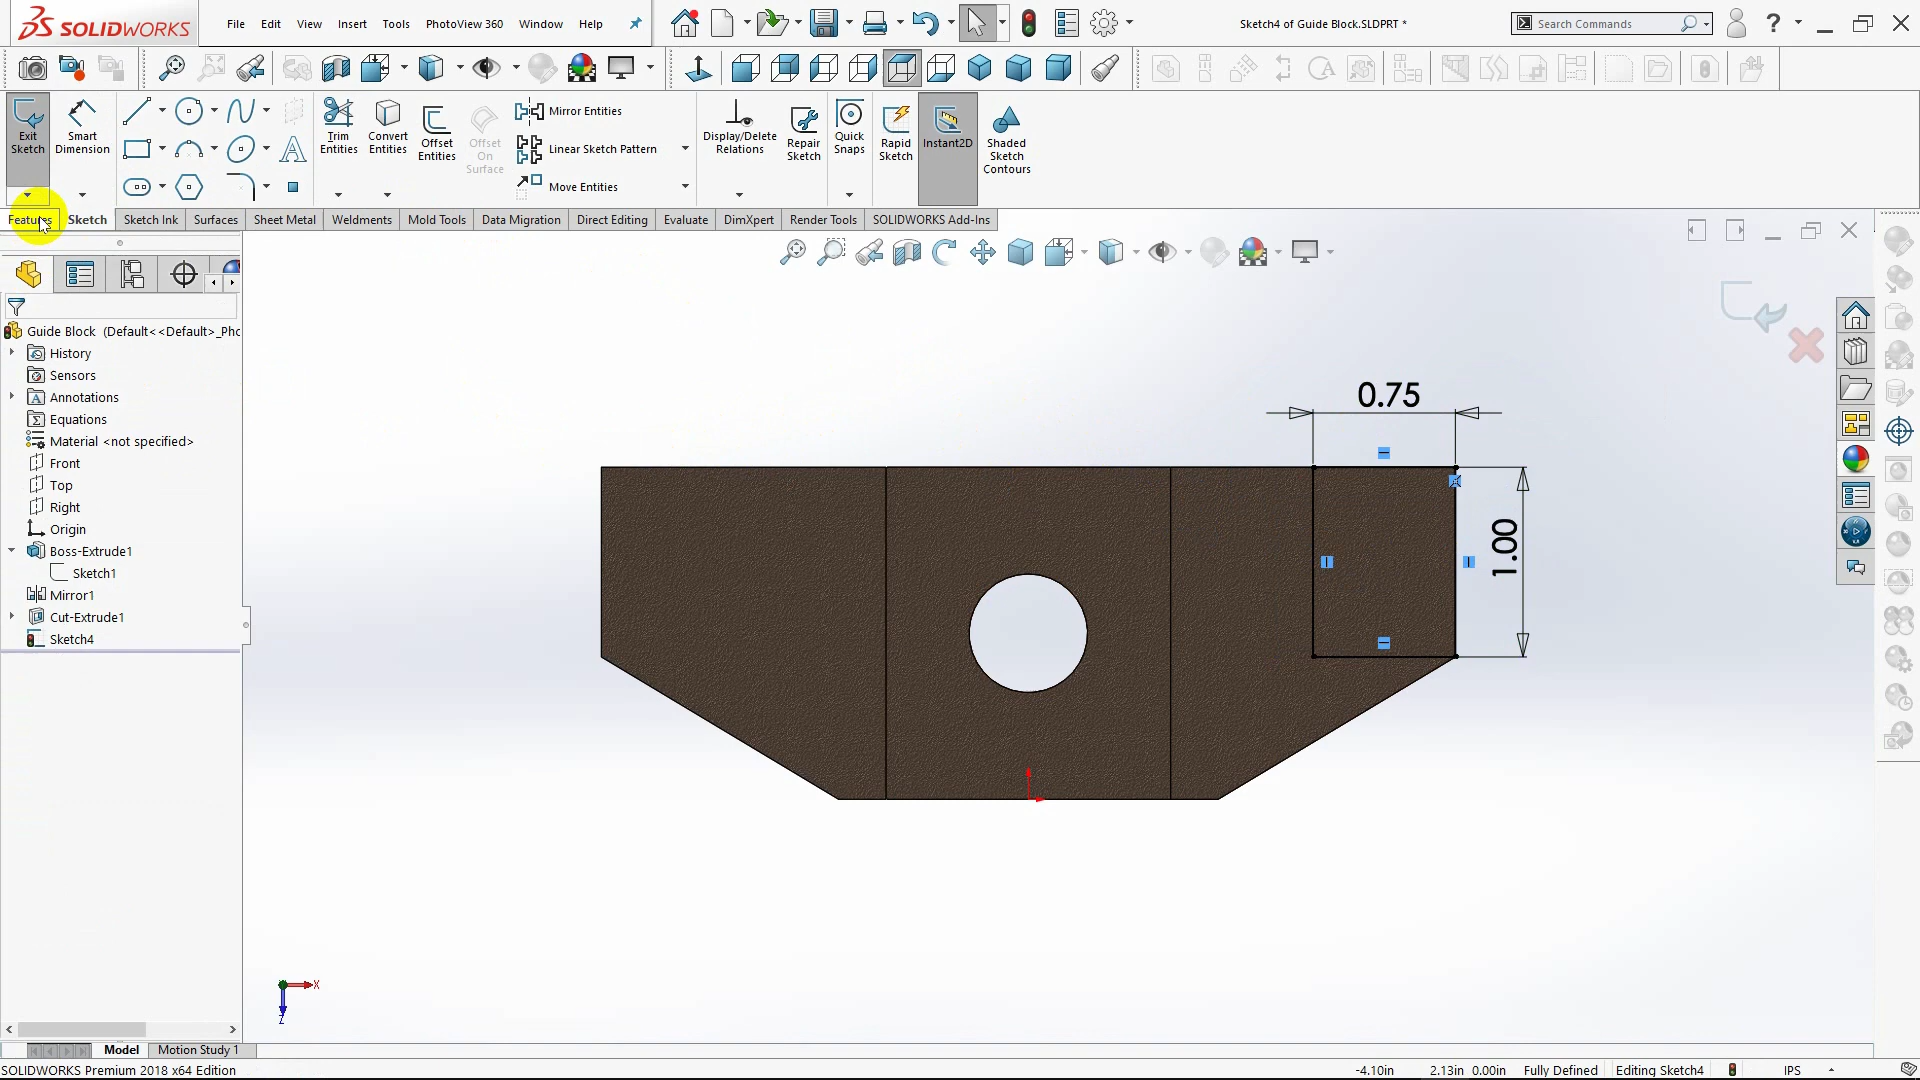 SOLIDWORKS
File
Edit
View
Insert
Tools
PhotoView 360
Window
Help
Sketch4 of Guide Block.SLDPRT *
Search Commands
?
Exit
Sketch
Smart
Dimension
Trim
Entities
Convert
Entities
Offset
Entities
Offset
On
Surface
Mirror Entities
Linear Sketch Pattern
Move Entities
Display/Delete
Relations
Repair
Sketch
Quick
Snaps
Rapid
Sketch
Instant2D
Shaded
Sketch
Contours
Features
Sketch
Sketch Ink
Surfaces
Sheet Metal
Weldments
Mold Tools
Data Migration
Direct Editing
Evaluate
DimXpert
Render Tools
SOLIDWORKS Add-Ins
Guide Block (Default<<Default>_Pho
History
Sensors
Annotations
Equations
Material <not specified>
Front
Top
Right
Origin
Boss-Extrude1
Sketch1
Mirror1
Cut-Extrude1
Sketch4
0.75
1.00
X
Z
Model
Motion Study 1
SOLIDWORKS Premium 2018 x64 Edition
-4.10in
2.13in
0.00in
Fully Defined
Editing Sketch4
IPS